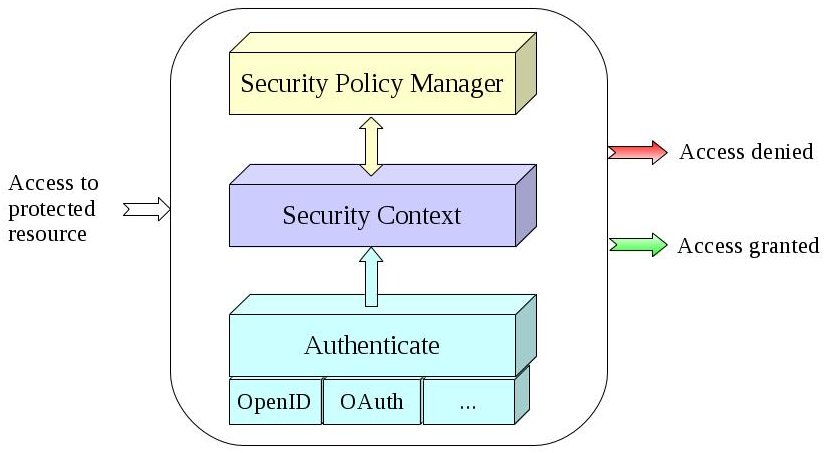 Security Policy Manager
Access denied
Access to
protected
resource
Security Context
Access granted
Authenticate
OpenID
OAuth
...